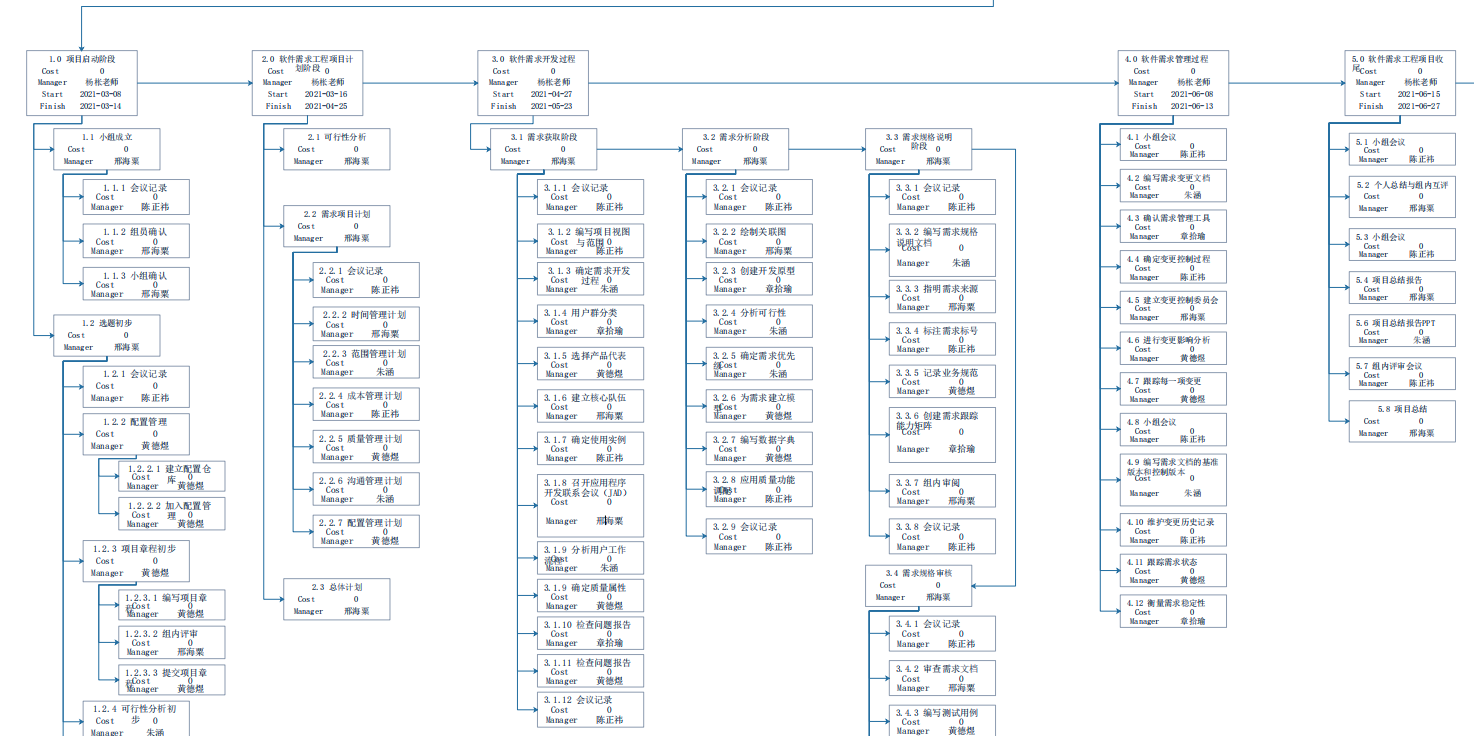 1.0 项目启动阶段
Cost 0
Manager 杨枨老师
Start 2021-03-08
Finish 2021-03-14
1.1 小组成立
Cost 0
Manager 邢海粟
1.1.1 会议记录
Cost 0
Manager 陈正祎
1.1.2 组员确认
Cost 0
Manager 邢海粟
1.1.3 小组确认
Cost 0
Manager 邢海粟
1.2 选题初步
Cost 0
Manager 邢海粟
1.2.1 会议记录
Cost 0
Manager 陈正祎
1.2.2 配置管理
Cost 0
Manager 黄德煜
1.2.2.1 建立配置仓
库
Cost 0
Manager 黄德煜
1.2.2.2 加入配置管
理
Cost 0
Manager 黄德煜
1.2.3 项目章程初步
Cost 0
Manager 黄德煜
1.2.3.1 编写项目章
程
Cost 0
Manager 黄德煜
1.2.3.2 组内评审
Cost 0
Manager 邢海粟
1.2.3.3 提交项目章
程
Cost 0
Manager 黄德煜
1.2.4 可行性分析初
步
Cost 0
Manager 朱涵
2.0 软件需求工程项目计
划阶段
Cost 0
Manager 杨枨老师
Start 2021-03-16
Finish 2021-04-25
2.1 可行性分析
Cost 0
Manager 邢海粟
2.2 需求项目计划
Cost 0
Manager 邢海粟
2.2.1 会议记录
Cost 0
Manager 陈正祎
2.2.2 时间管理计划
Cost 0
Manager 邢海粟
2.2.3 范围管理计划
Cost 0
Manager 朱涵
2.2.4 成本管理计划
Cost 0
Manager 陈正祎
2.2.5 质量管理计划
Cost 0
Manager 黄德煜
2.2.6 沟通管理计划
Cost 0
Manager 朱涵
2.2.7 配置管理计划
Cost 0
Manager 黄德煜
2.3 总体计划
Cost 0
Manager 邢海粟
3.0 软件需求开发过程
Cost 0
Manager 杨枨老师
Start 2021-04-27
Finish 2021-05-23
3.1 需求获取阶段
Cost 0
Manager 邢海粟
3.1.1 会议记录
Cost 0
Manager 陈正祎
3.1.2 编写项目视图
与范围
Cost 0
Manager 陈正祎
3.1.3 确定需求开发
过程
Cost 0
Manager 朱涵
3.1.4 用户群分类
Cost 0
Manager 章拾瑜
3.1.5 选择产品代表
Cost 0
Manager 黄德煜
3.1.6 建立核心队伍
Cost 0
Manager 邢海粟
3.1.7 确定使用实例
Cost 0
Manager 陈正祎
3.1.8 召开应用程序
开发联系会议（JAD）
Cost 0
Manager 邢海粟
3.1.9 分析用户工作
流程
Cost 0
Manager 朱涵
3.1.9 确定质量属性
Cost 0
Manager 黄德煜
3.1.10 检查问题报告
Cost 0
Manager 章拾瑜
3.1.11 检查问题报告
Cost 0
Manager 黄德煜
3.1.12 会议记录
Cost 0
Manager 陈正祎
3.2 需求分析阶段
Cost 0
Manager 邢海粟
3.2.1 会议记录
Cost 0
Manager 陈正祎
3.2.2 绘制关联图
Cost 0
Manager 邢海粟
3.2.3 创建开发原型
Cost 0
Manager 章拾瑜
3.2.4 分析可行性
Cost 0
Manager 朱涵
3.2.5 确定需求优先
级
Cost 0
Manager 朱涵
3.2.6 为需求建立模
型
Cost 0
Manager 黄德煜
3.2.7 编写数据字典
Cost 0
Manager 黄德煜
3.2.8 应用质量功能
调配
Cost 0
Manager 陈正祎
3.2.9 会议记录
Cost 0
Manager 陈正祎
3.3 需求规格说明
阶段
Cost 0
Manager 邢海粟
3.3.1 会议记录
Cost 0
Manager 陈正祎
3.3.2 编写需求规格
说明文档
Cost 0
Manager 朱涵
3.3.3 指明需求来源
Cost 0
Manager 邢海粟
3.3.4 标注需求标号
Cost 0
Manager 陈正祎
3.3.5 记录业务规范
Cost 0
Manager 黄德煜
3.3.6 创建需求跟踪
能力矩阵
Cost 0
Manager 章拾瑜
3.3.7 组内审阅
Cost 0
Manager 邢海粟
3.3.8 会议记录
Cost 0
Manager 陈正祎
3.4 需求规格审核
Cost 0
Manager 邢海粟
3.4.1 会议记录
Cost 0
Manager 陈正祎
3.4.2 审查需求文档
Cost 0
Manager 邢海粟
3.4.3 编写测试用例
Cost 0
Manager 陈正祎
4.0 软件需求管理过程
Cost 0
Manager 杨枨老师
Start 2021-06-08
Finish 2021-06-13
4.1 小组会议
Cost 0
Manager 陈正祎
4.2 编写需求变更文档
Cost 0
Manager 朱涵
4.3 确认需求管理工具
Cost 0
Manager 章拾瑜
4.4 确定变更控制过程
Cost 0
Manager 陈正祎
4.5 建立变更控制委员会
Cost 0
Manager 邢海粟
4.6 进行变更影响分析
Cost 0
Manager 黄德煜
4.7 跟踪每一项变更
Cost 0
Manager 黄德煜
4.8 小组会议
Cost 0
Manager 陈正祎
4.9 编写需求文档的基准
版本和控制版本
Cost 0
Manager 朱涵
4.10 维护变更历史记录
Cost 0
Manager 陈正祎
4.11 跟踪需求状态
Cost 0
Manager 黄德煜
4.12 衡量需求稳定性
Cost 0
Manager 章拾瑜
5.0 软件需求工程项目收
尾
Cost 0
Manager 杨枨老师
Start 2021-06-15
Finish 2021-06-27
5.1 小组会议
Cost 0
Manager 陈正祎
5.2 个人总结与组内互评
Cost 0
Manager 邢海粟
5.3 小组会议
Cost 0
Manager 陈正祎
5.4 项目总结报告
Cost 0
Manager 邢海粟
5.6 项目总结报告PPT
Cost 0
Manager 朱涵
5.7 组内评审会议
Cost 0
Manager 陈正祎
5.8 项目总结
Cost 0
Manager 邢海粟